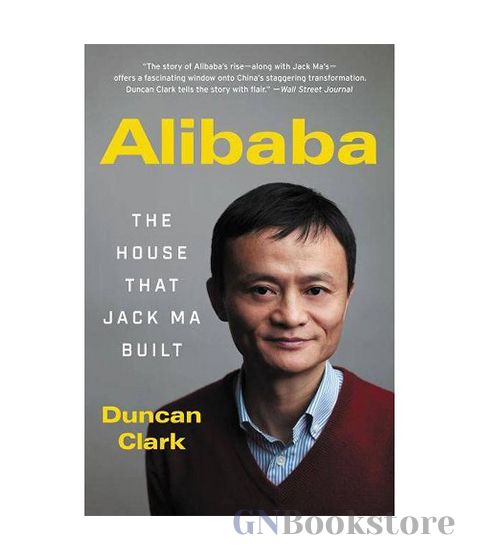 "The story of Alibaba's rise—along with Jack Ma's—
offers a fascinating window onto China's staggering transformation.
Duncan Clark tells the story with flair." —Wall Street Journal
Alibaba
THE
HOUSE
THAT
JACK MA
BUILT
Duncan
Clark
GNBookstore